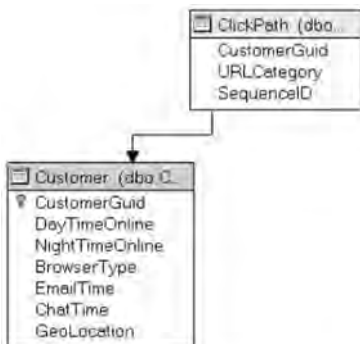 ClickPath (dbo...
CustomerGuid
URLCategory
SequenceID
Customer (dbo.C...
CustomerGuid
DayTimeOnline
NightTimeOnline
BrowserType
EmailTime
ChatTime
GeoLocation